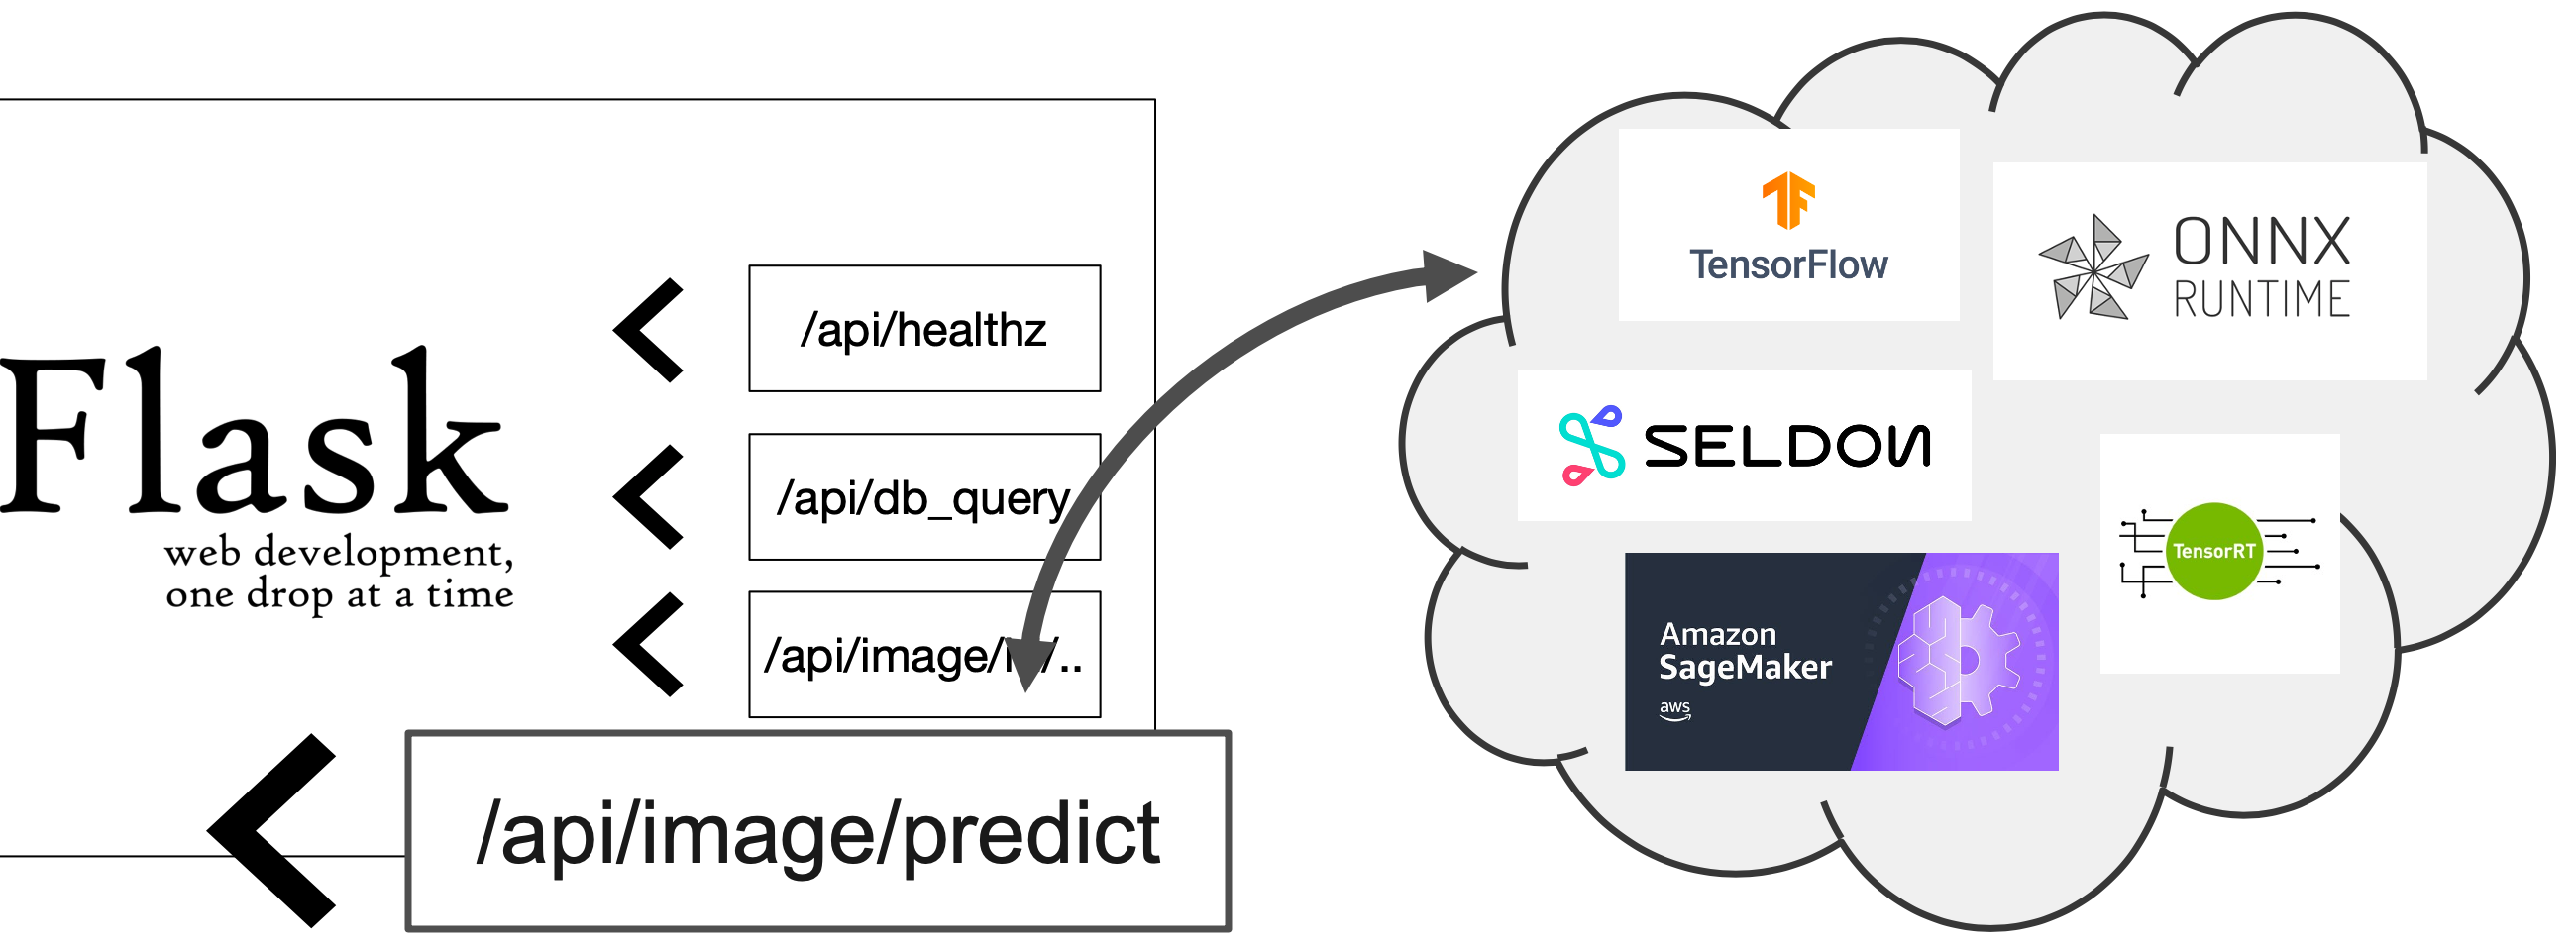 Flask
web development,
one drop at a time
/api/healthz
/api/db_query
/api/image/
/..
/api/image/predict
TensorFlow
ONNX
RUNTIME
SELDON
TensorRT
Amazon
SageMaker
aws